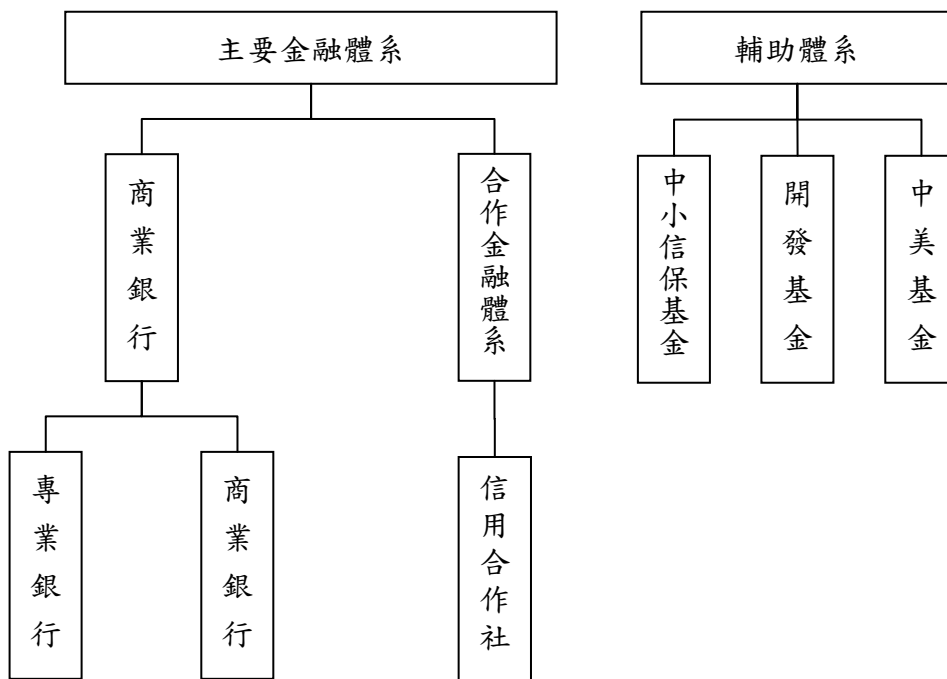 主要金融體系
輔助體系
商業銀行
合作金融體系
中小信保基金
開發基金
中美基金
專業銀行
商業銀行
信用合作社